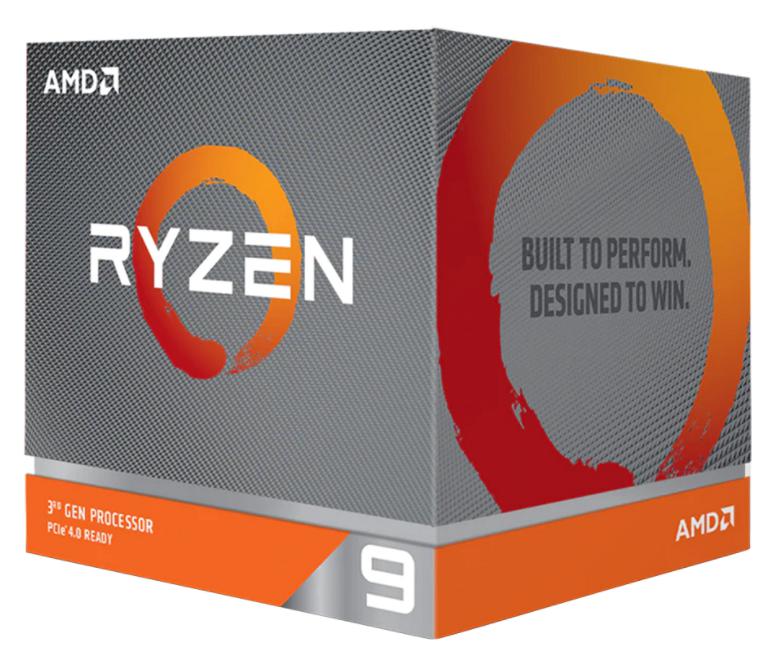 AMD
RYZEN
3RD GEN PROCESSOR
PCIe® 4.0 READY
9
BUILT TO PERFORM.
DESIGNED TO WIN.
AMD